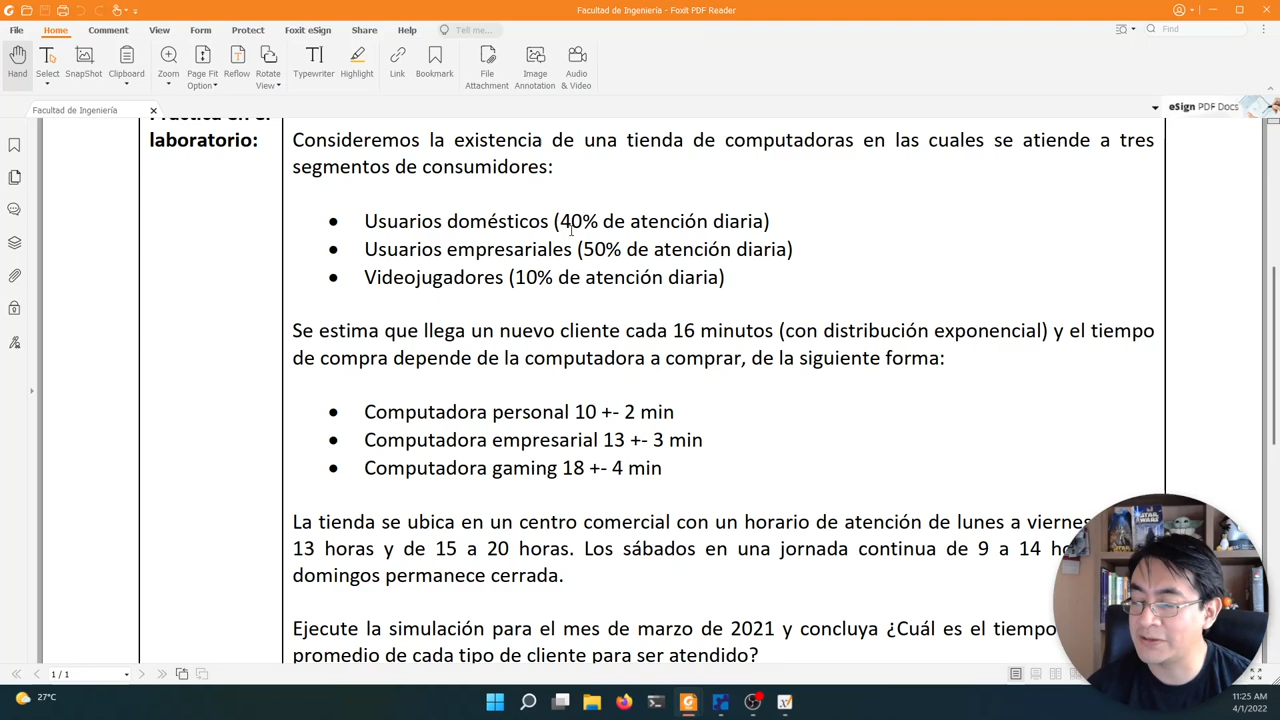 Facultad de Ingeniería - Foxit PDF Reader
File Home Comment View Form Protect Foxit eSign Share Help Tell me... Find
Hand Select SnapShot Clipboard Zoom Page Fit Option Reflow Rotate View Typewriter Highlight Link Bookmark File Attachment Image Annotation Audio & Video
Facultad de Ingeniería
eSign PDF Docs
laboratorio:
Consideremos la existencia de una tienda de computadoras en las cuales se atiende a tres
segmentos de consumidores:
• Usuarios domésticos (40% de atención diaria)
• Usuarios empresariales (50% de atención diaria)
• Videojugadores (10% de atención diaria)
Se estima que llega un nuevo cliente cada 16 minutos (con distribución exponencial) y el tiempo
de compra depende de la computadora a comprar, de la siguiente forma:
• Computadora personal 10 +- 2 min
• Computadora empresarial 13 +- 3 min
• Computadora gaming 18 +- 4 min
La tienda se ubica en un centro comercial con un horario de atención de lunes a viernes
13 horas y de 15 a 20 horas. Los sábados en una jornada continua de 9 a 14
domingos permanece cerrada.
Ejecute la simulación para el mes de marzo de 2021 y concluya ¿Cuál es el tiempo
promedio de cada tipo de cliente para ser atendido?
1 / 1
27°C
11:25 AM
4/1/2022
STAR WARS